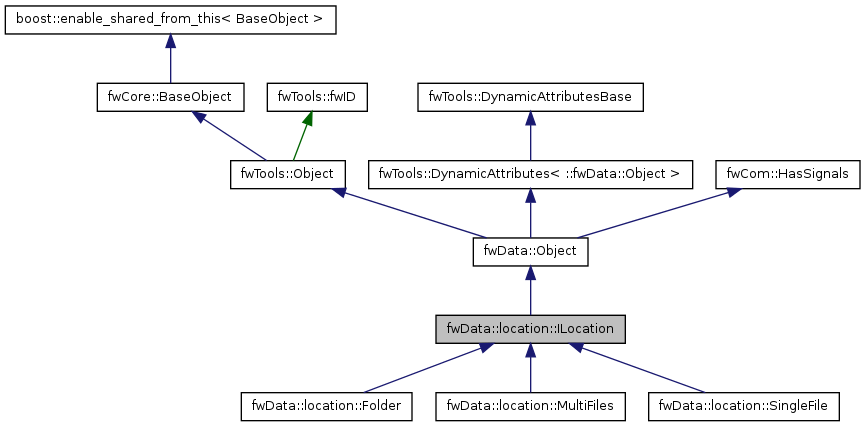 boost::enable_shared_from_this< BaseObject >
fwCore::BaseObject
fwTools::fwID
fwTools::DynamicAttributesBase
fwTools::Object
fwTools::DynamicAttributes< ::fwData::Object >
fwCom::HasSignals
fwData::Object
fwData::location::ILocation
fwData::location::Folder
fwData::location::MultiFiles
fwData::location::SingleFile